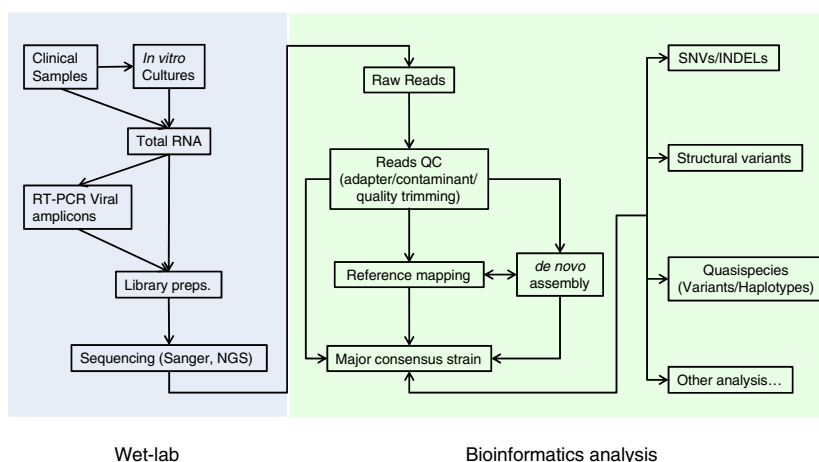 Clinical
Samples
In vitro
Cultures
Total RNA
RT-PCR Viral
amplicons
Library preps.
Sequencing (Sanger, NGS)
Wet-lab
Raw Reads
Reads QC
(adapter/contaminant/
quality trimming)
Reference mapping
de novo
assembly
Major consensus strain
SNVs/INDELs
Structural variants
Quasispecies
(Variants/Haplotypes)
Other analysis…
Bioinformatics analysis